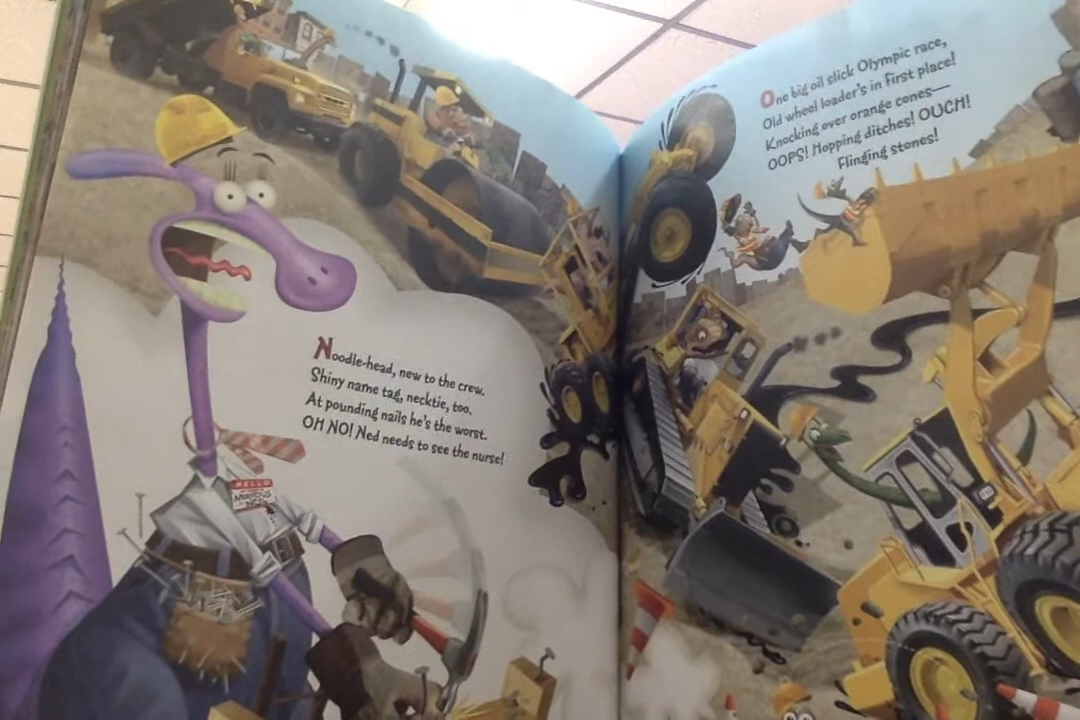 Noodle-head, new to the crew.
Shiny name tag, necktie, too.
At pounding nails he's the worst.
OH NO! Ned needs to see the nurse!
HELLO
NERVOUS
NED
One big oil slick Olympic race,
Old wheel loader's in first place!
Knocking over orange cones—
OOPS! Hopping ditches! OUCH!
Flinging stones!